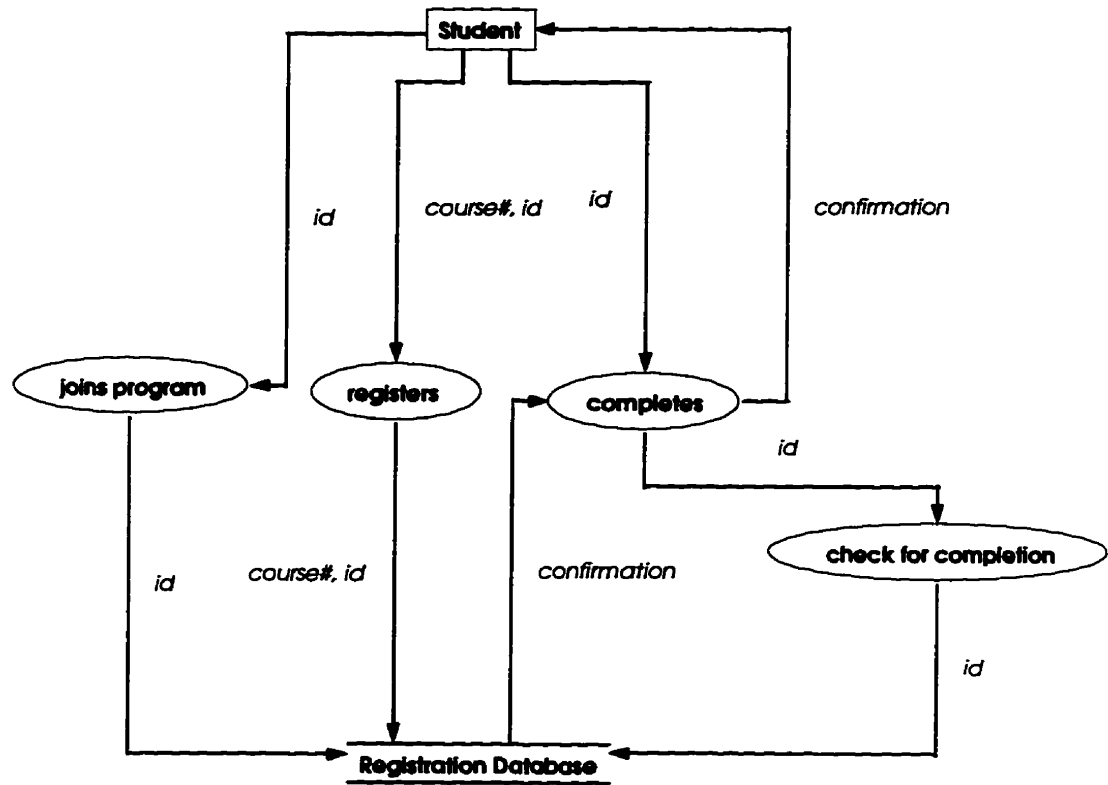 Student
id
course#, id
id
confirmation
joins program
registers
completes
id
check for completion
id
course#, id
confirmation
id
Registration Database